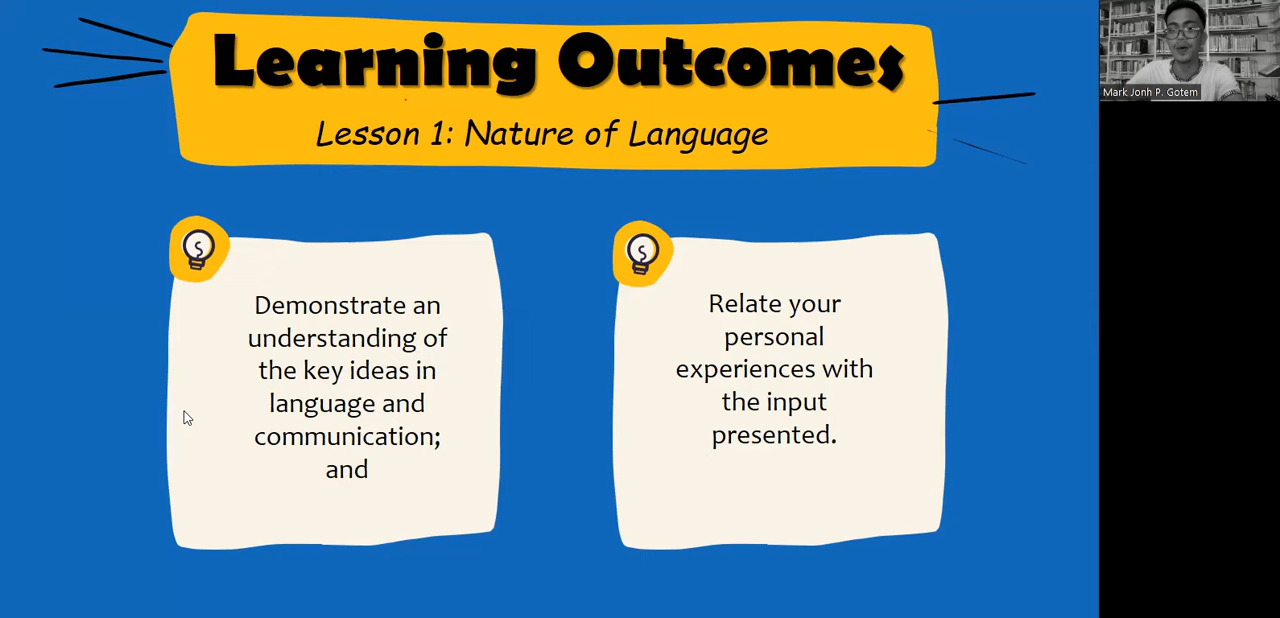 Learning Outcomes
Lesson 1: Nature of Language
Demonstrate an
understanding of
the key ideas in
language and
communication;
and
Relate your
personal
experiences with
the input
presented.
Mark Jonh P. Gotem